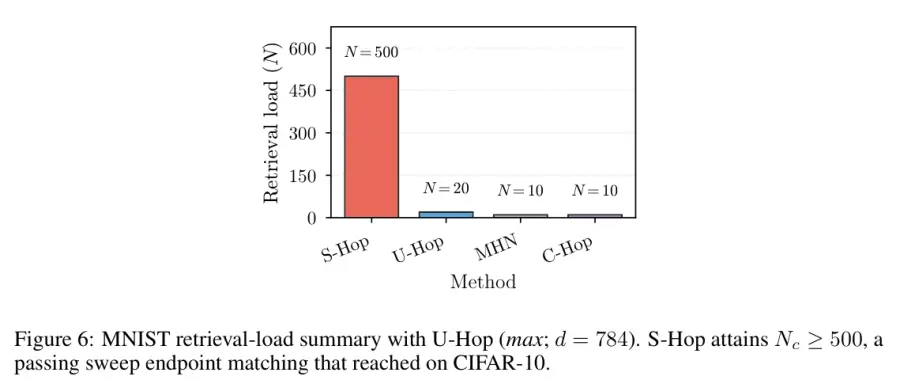 N = 500
N = 20
N = 10
N = 10
600
450
300
150
0
Retrieval load (N)
S-Hop
U-Hop
MHN
C-Hop
Method
Figure 6: MNIST retrieval-load summary with U-Hop (max; d = 784). S-Hop attains N_c ≥ 500, a
passing sweep endpoint matching that reached on CIFAR-10.